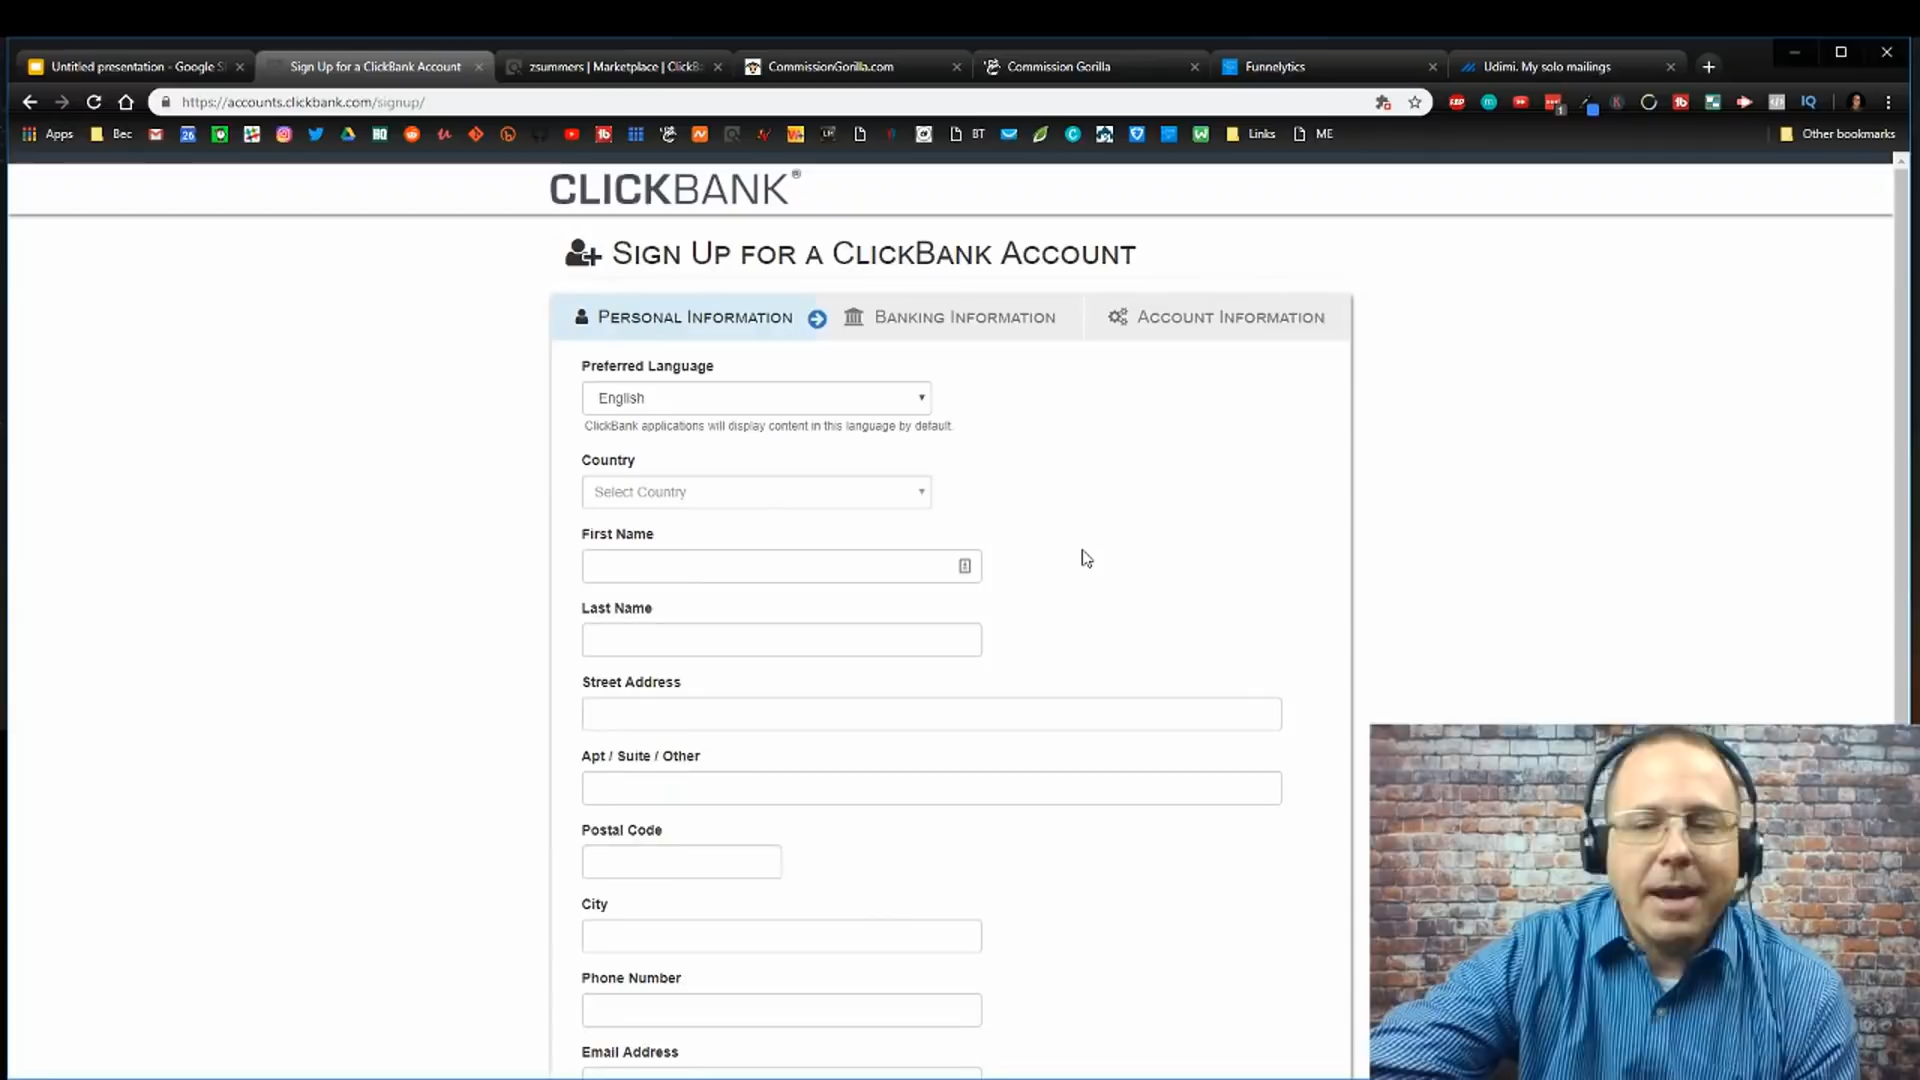 Untitled presentation - Google S
Sign Up for a ClickBank Account
zsummers | Marketplace | ClickB
CommissionGorilla.com
Commission Gorilla
Funnelytics
Udimi. My solo mailings
https://accounts.clickbank.com/signup/
Apps
Bec
BT
Links
ME
Other bookmarks
CLICKBANK®
SIGN UP FOR A CLICKBANK ACCOUNT
PERSONAL INFORMATION
BANKING INFORMATION
ACCOUNT INFORMATION
Preferred Language
English
ClickBank applications will display content in this language by default.
Country
Select Country
First Name
Last Name
Street Address
Apt / Suite / Other
Postal Code
City
Phone Number
Email Address